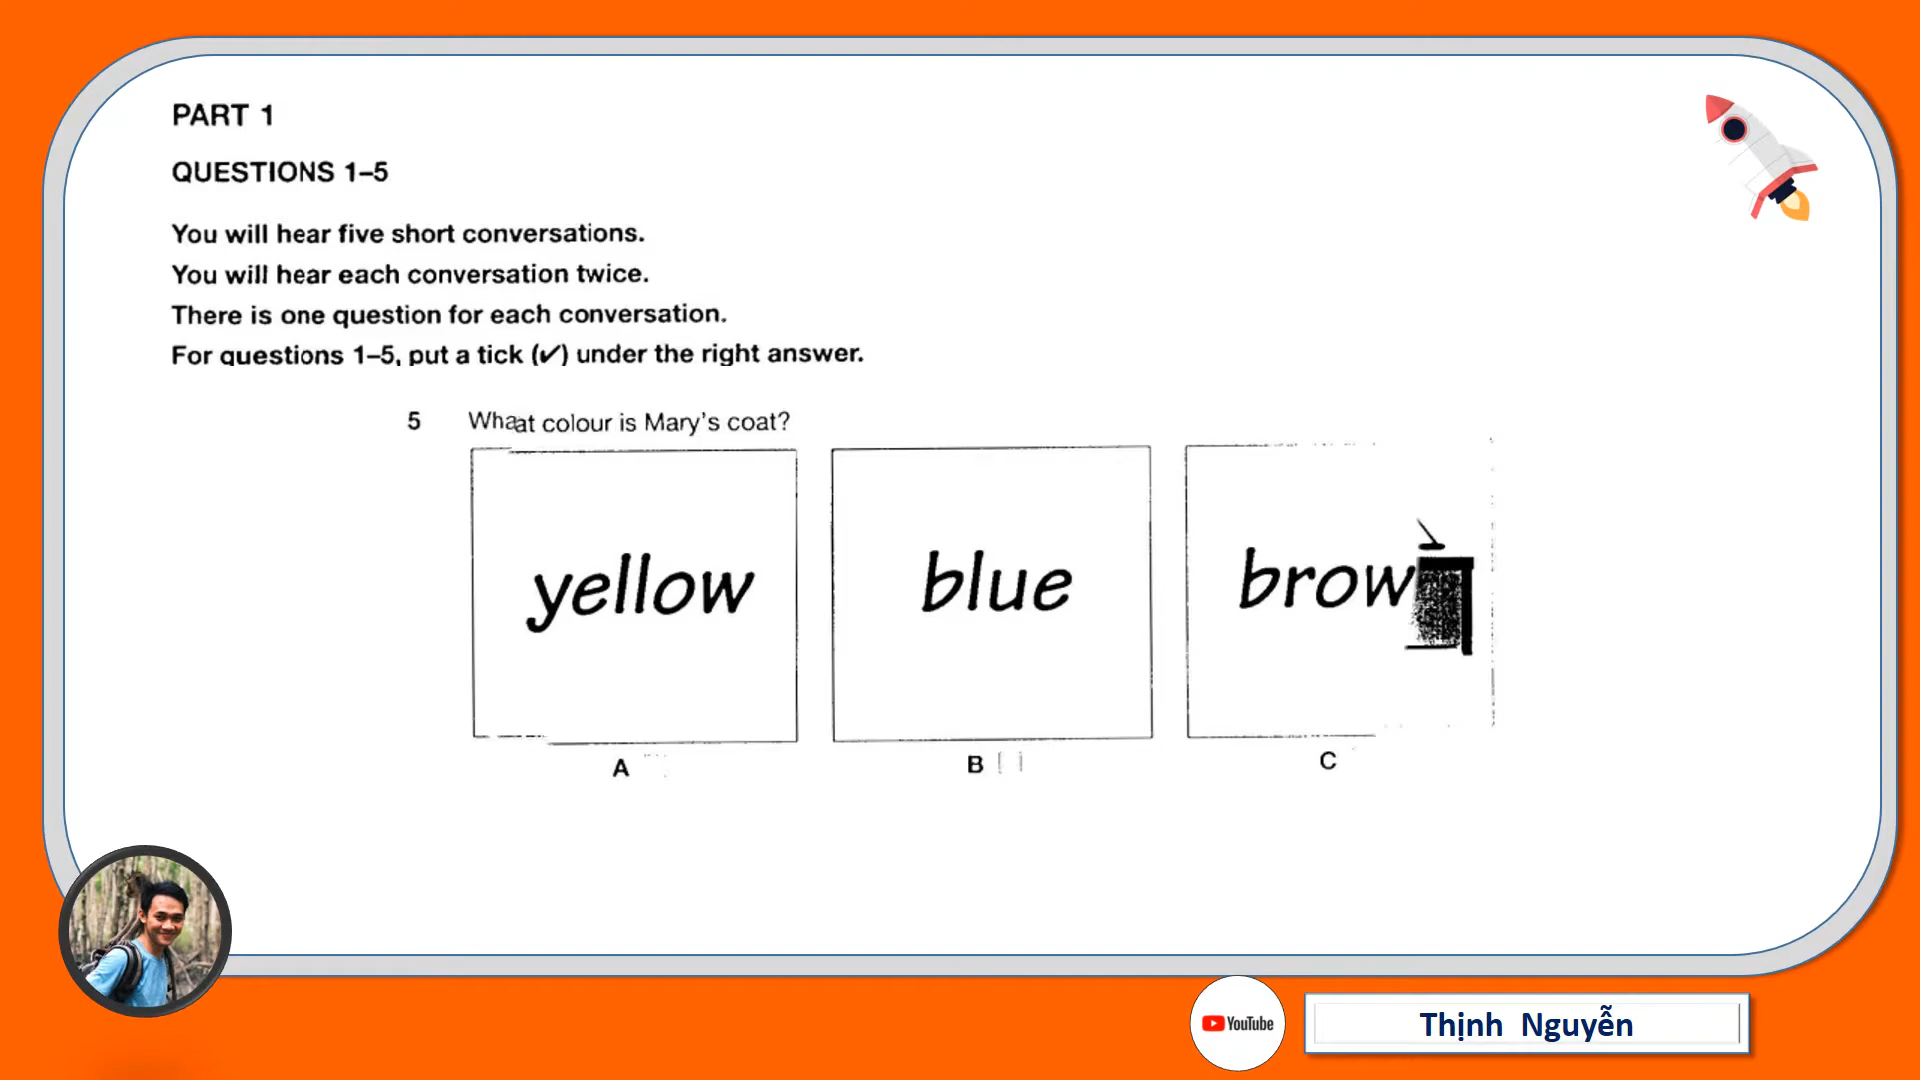 PART 1
QUESTIONS 1–5
You will hear five short conversations.
You will hear each conversation twice.
There is one question for each conversation.
For questions 1–5, put a tick (✔) under the right answer.
5 What colour is Mary's coat?
yellow blue brow
A B C
YouTube
Thịnh Nguyễn